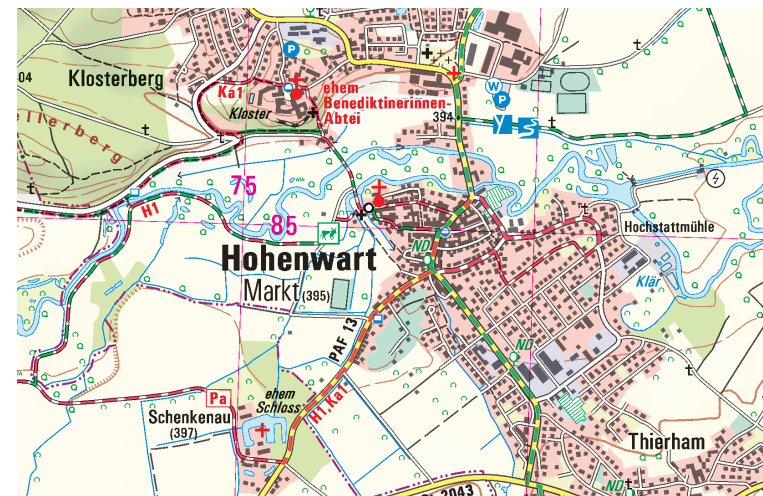 Klosterberg
04
Ka1
Kloster
ehem
Benediktinerinnen-
Abtei
P
W
P
394
ellerberg
75
85
H1
Hohenwart
Markt (395)
ND
Hochstattmühle
Klär
PAF 13
ND
H1,Ka1
Pa
Schenkenau
(397)
ehem
Schloss
Thierham
ND
2043